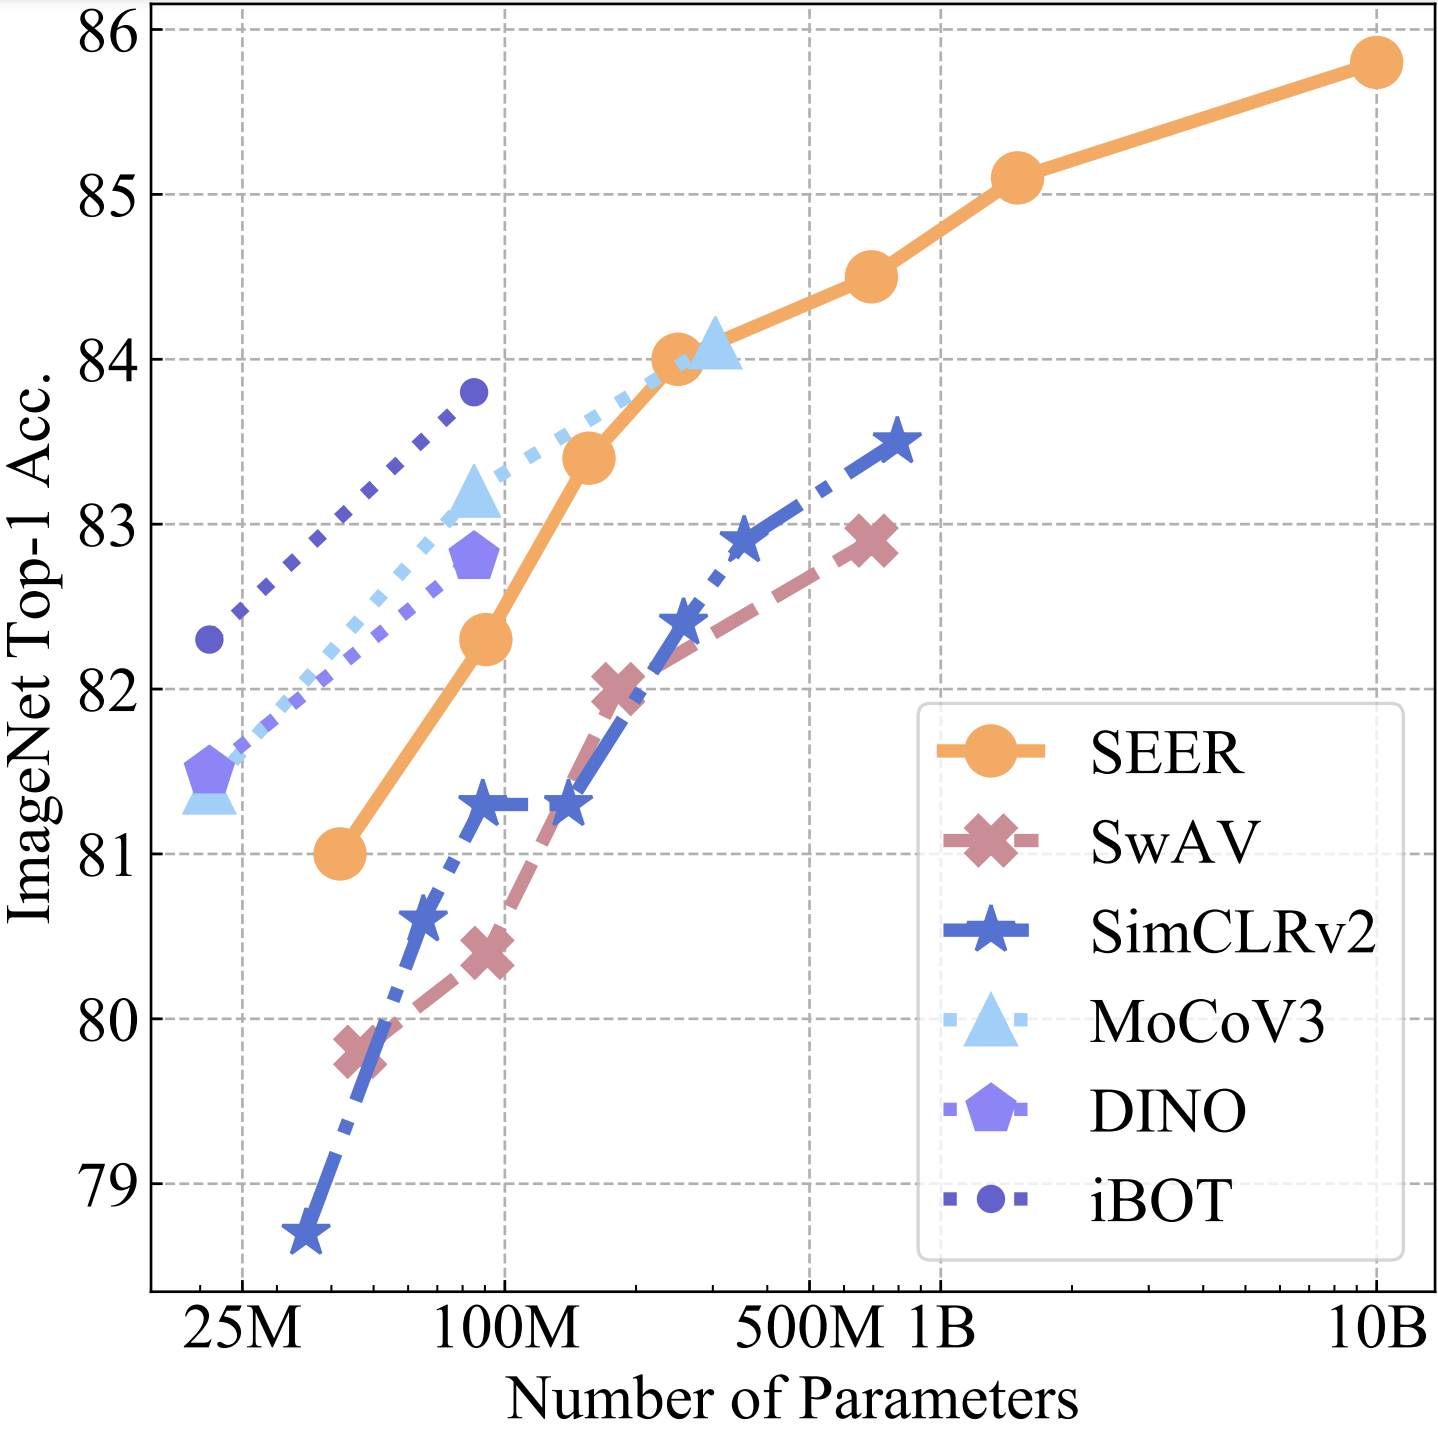 86
85
84
83
82
81
80
79
ImageNet Top-1 Acc.
SEER
SwAV
SimCLRv2
MoCoV3
DINO
iBOT
25M 100M 500M 1B 10B
Number of Parameters